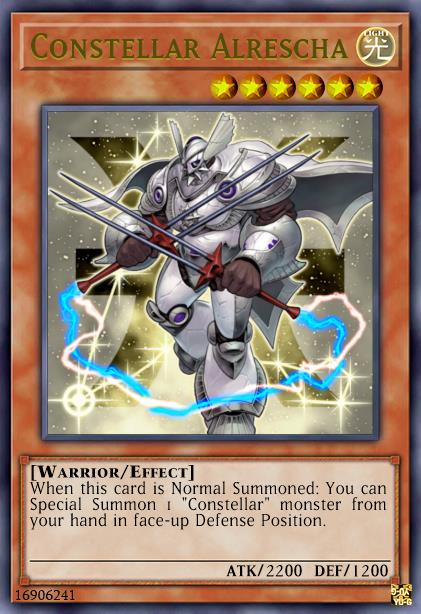 CONSTELLAR ALRESCHA
LIGHT
光
[WARRIOR/EFFECT]
When this card is Normal Summoned: You can
Special Summon 1 "Constellar" monster from
your hand in face-up Defense Position.
ATK/2200 DEF/1200
16906241